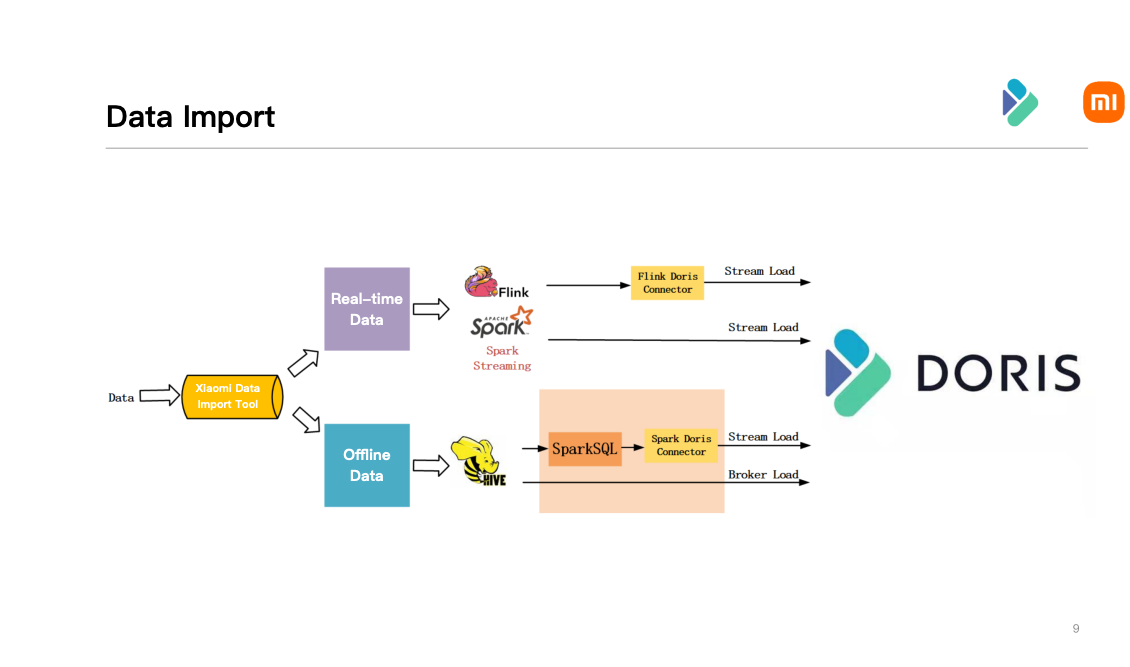 Data Import
mi
Real-time
Data
Flink
APACHE
Spark
Spark
Streaming
Flink Doris
Connector
Stream Load
Stream Load
Data
Xiaomi Data
Import Tool
DORIS
Offline
Data
HIVE
SparkSQL
Spark Doris
Connector
Stream Load
Broker Load
9